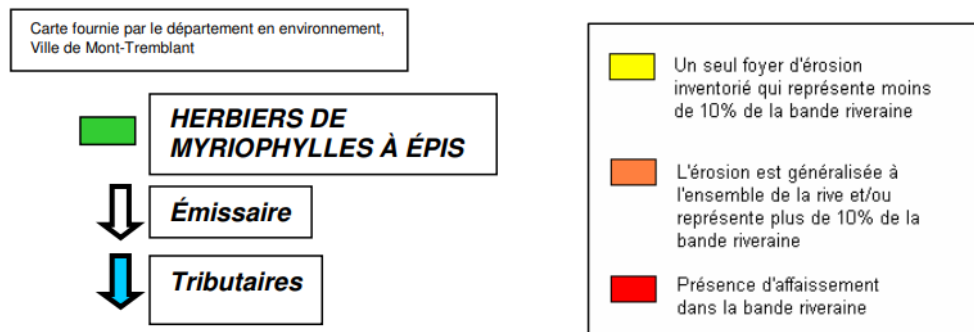 Carte fournie par le département en environnement,
Ville de Mont-Tremblant
HERBIERS DE
MYRIOPHYLLES À ÉPIS
Émissaire
Tributaires
Un seul foyer d'érosion
inventorié qui représente moins
de 10% de la bande riveraine
L'érosion est généralisée à
l'ensemble de la rive et/ou
représente plus de 10% de la
bande riveraine
Présence d'affaissement
dans la bande riveraine